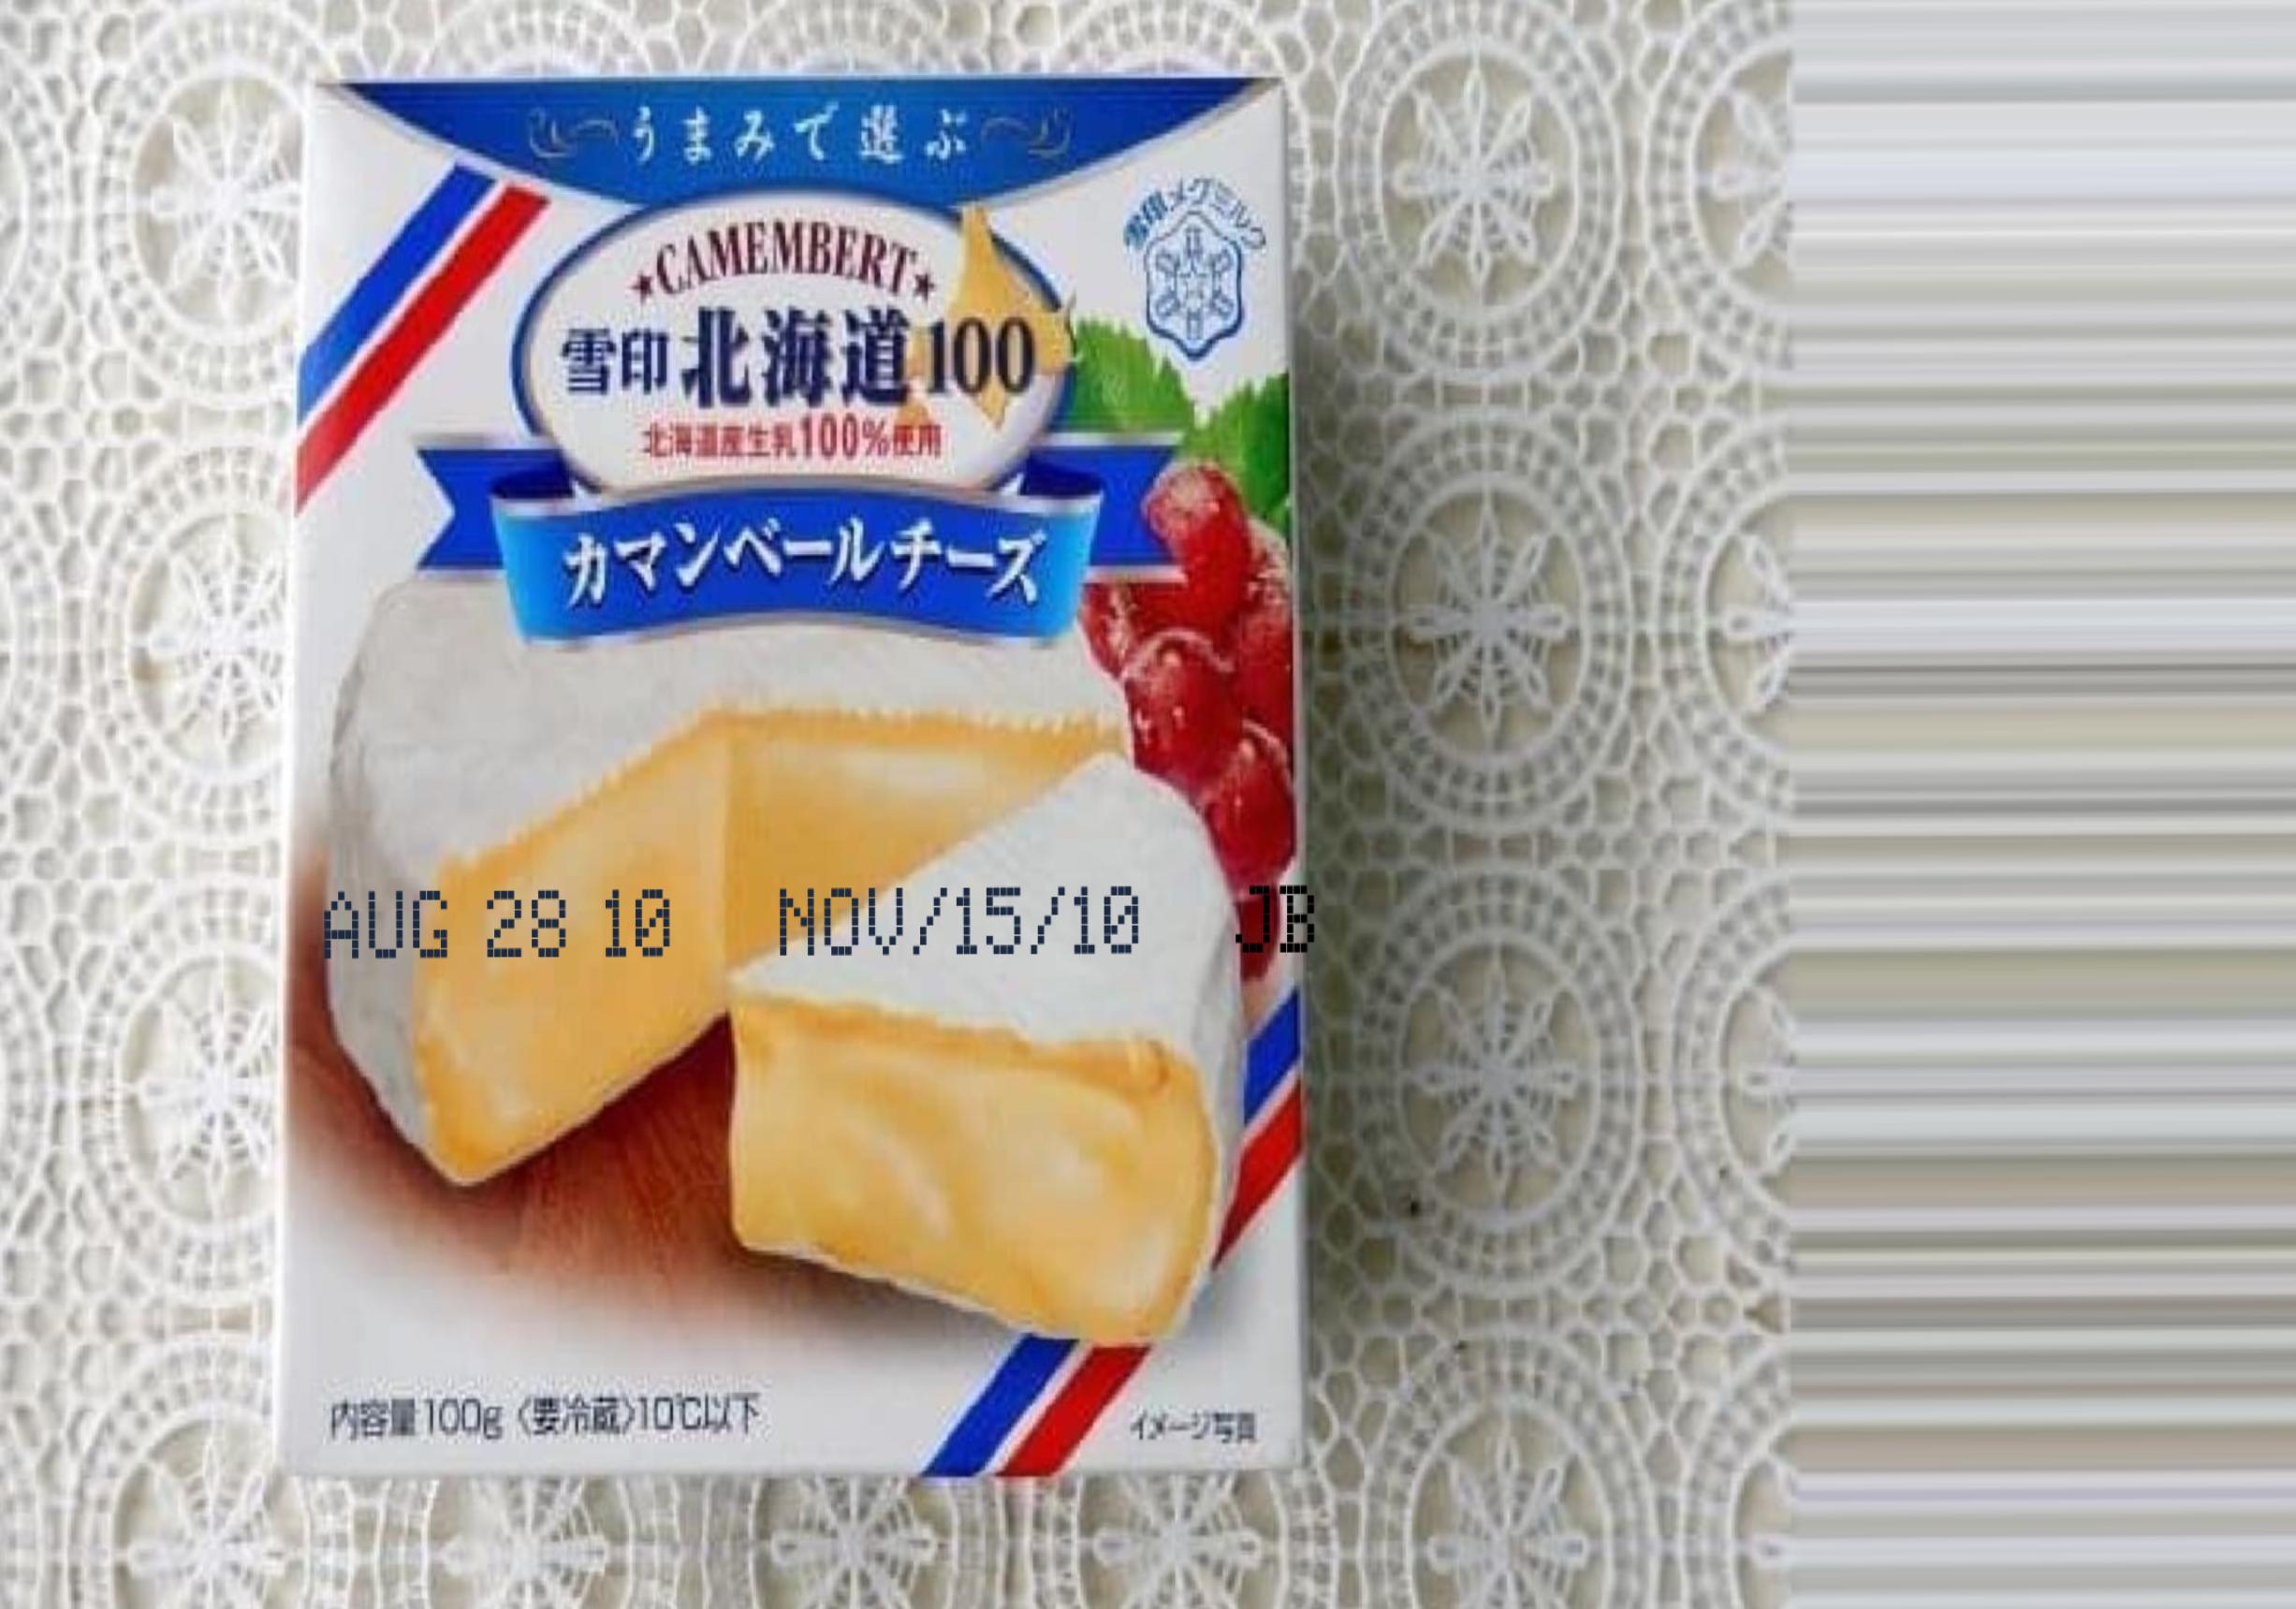 うまみで選ぶ
雪印メグミルク
★CAMEMBERT★
雪印 北海道100
北海道産生乳100%使用
カマンベールチーズ
AUG 28 10 NOV/15/10 JB
内容量100g〈要冷蔵〉10℃以下
イメージ写真